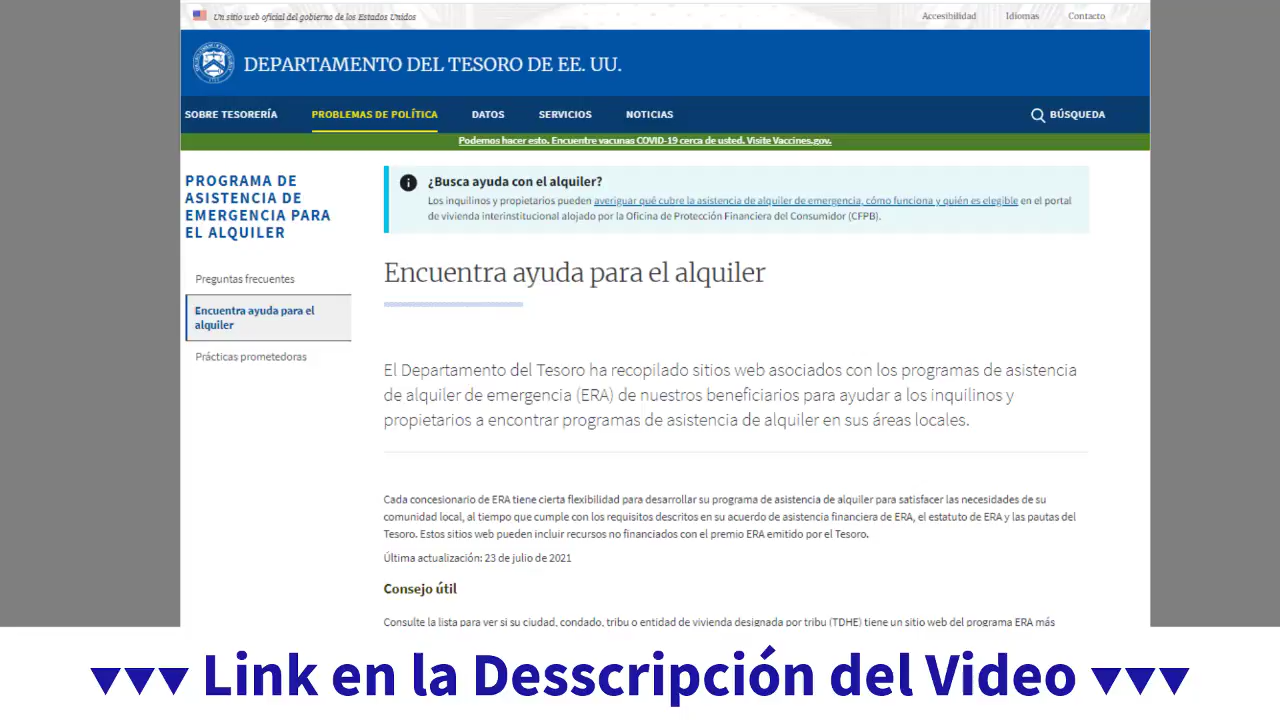 Un sitio web oficial del gobierno de los Estados Unidos
Accesibilidad Idiomas Contacto
DEPARTAMENTO DEL TESORO DE EE. UU.
SOBRE TESORERÍA PROBLEMAS DE POLÍTICA DATOS SERVICIOS NOTICIAS BÚSQUEDA
Podemos hacer esto. Encuentre vacunas COVID-19 cerca de usted. Visite Vaccines.gov.
PROGRAMA DE
ASISTENCIA DE
EMERGENCIA PARA
EL ALQUILER
Preguntas frecuentes
Encuentra ayuda para el
alquiler
Prácticas prometedoras
¿Busca ayuda con el alquiler?
Los inquilinos y propietarios pueden averiguar qué cubre la asistencia de alquiler de emergencia, cómo funciona y quién es elegible en el portal
de vivienda interinstitucional alojado por la Oficina de Protección Financiera del Consumidor (CFPB).
Encuentra ayuda para el alquiler
El Departamento del Tesoro ha recopilado sitios web asociados con los programas de asistencia
de alquiler de emergencia (ERA) de nuestros beneficiarios para ayudar a los inquilinos y
propietarios a encontrar programas de asistencia de alquiler en sus áreas locales.
Cada concesionario de ERA tiene cierta flexibilidad para desarrollar su programa de asistencia de alquiler para satisfacer las necesidades de su
comunidad local, al tiempo que cumple con los requisitos descritos en su acuerdo de asistencia financiera de ERA, el estatuto de ERA y las pautas del
Tesoro. Estos sitios web pueden incluir recursos no financiados con el premio ERA emitido por el Tesoro.
Última actualización: 23 de julio de 2021
Consejo útil
Consulte la lista para ver si su ciudad, condado, tribu o entidad de vivienda designada por tribu (TDHE) tiene un sitio web del programa ERA más
Link en la Desscripción del Video